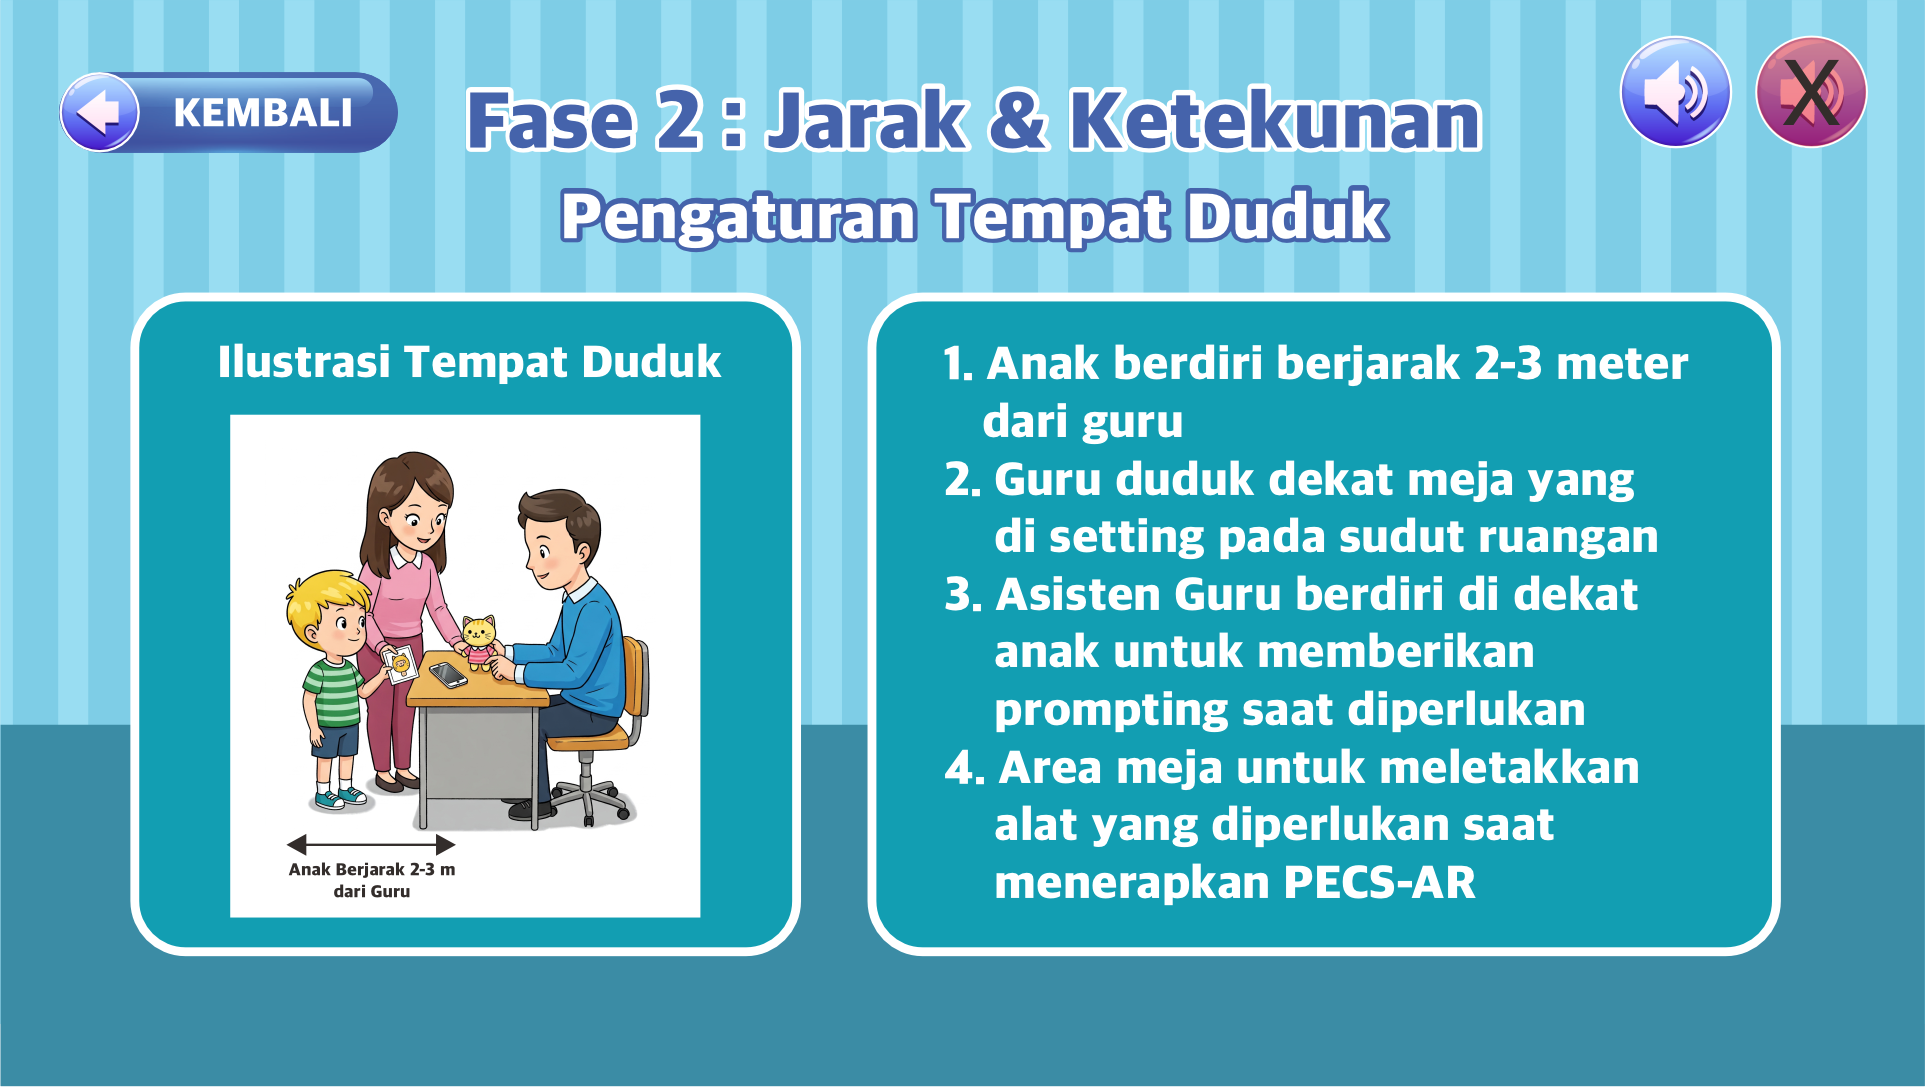 KEMBALI
Fase 2 : Jarak & Ketekunan
Pengaturan Tempat Duduk
Ilustrasi Tempat Duduk
Anak Berjarak 2-3 m
dari Guru
1. Anak berdiri berjarak 2-3 meter
dari guru
2. Guru duduk dekat meja yang
di setting pada sudut ruangan
3. Asisten Guru berdiri di dekat
anak untuk memberikan
prompting saat diperlukan
4. Area meja untuk meletakkan
alat yang diperlukan saat
menerapkan PECS-AR
X